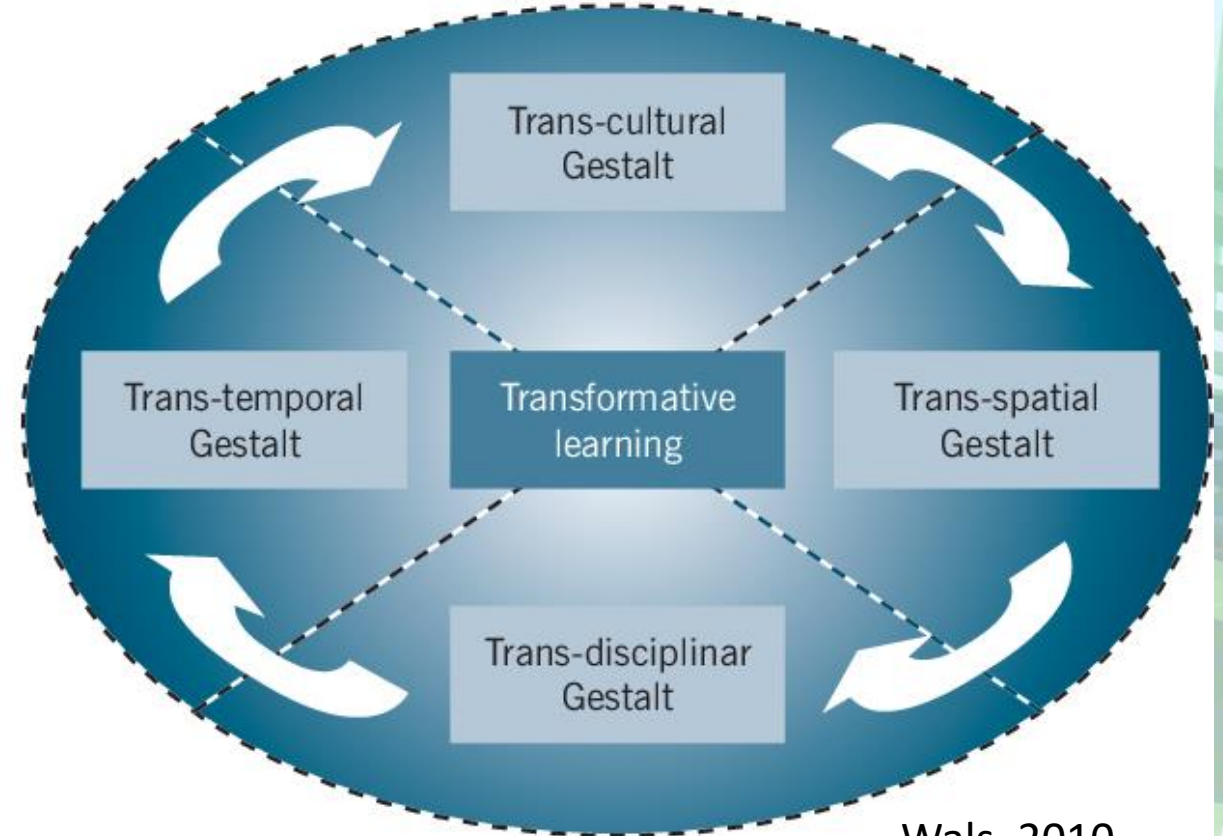 Trans-cultural
Gestalt
Trans-temporal
Gestalt
Transformative
learning
Trans-spatial
Gestalt
Trans-disciplinar
Gestalt
Wals, 2010